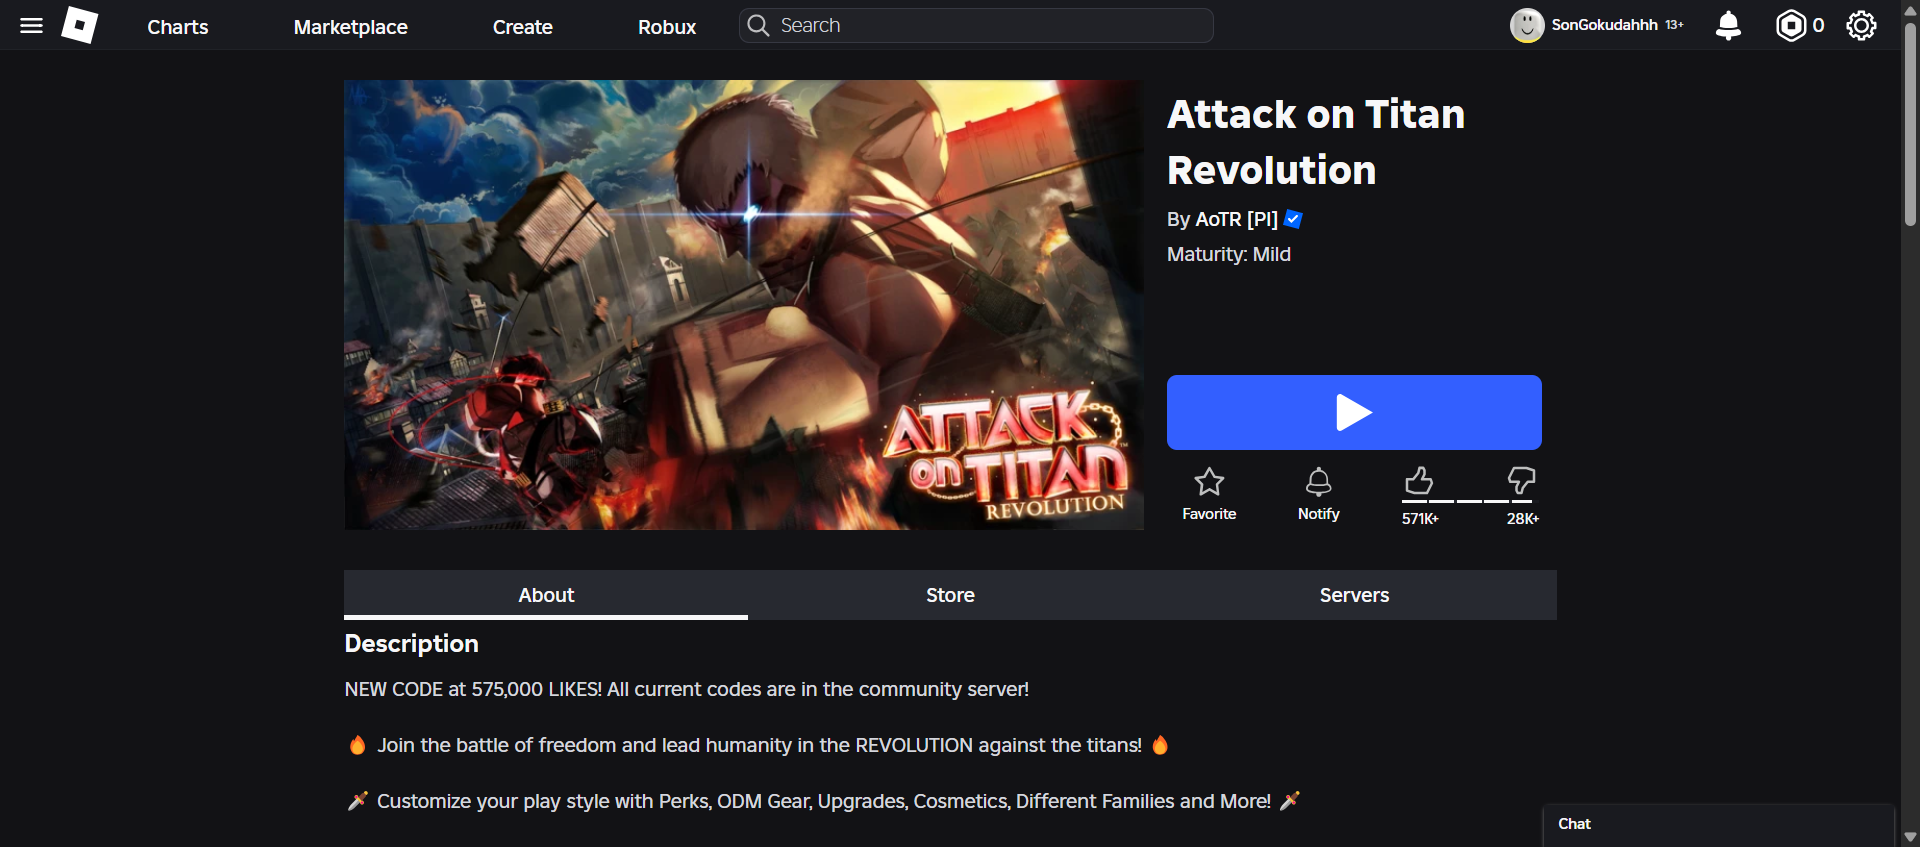 Charts
Marketplace
Create
Robux
Search
SonGokudahhh 13+
0
ATTACK
on TITAN
REVOLUTION
Attack on Titan
Revolution
By AoTR [PI]
Maturity: Mild
Favorite
Notify
571K+
28K+
About
Store
Servers
Description
NEW CODE at 575,000 LIKES! All current codes are in the community server!
🔥 Join the battle of freedom and lead humanity in the REVOLUTION against the titans! 🔥
🗡️ Customize your play style with Perks, ODM Gear, Upgrades, Cosmetics, Different Families and More! 🗡️
Chat